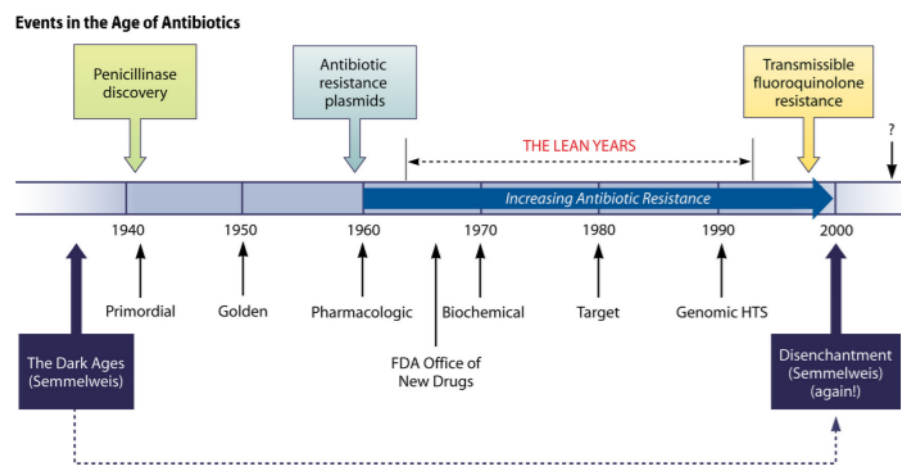 Events in the Age of Antibiotics
Penicillinase
discovery
Antibiotic
resistance
plasmids
Transmissible
fluoroquinolone
resistance
?
THE LEAN YEARS
Increasing Antibiotic Resistance
1940
1950
1960
1970
1980
1990
2000
Primordial
Golden
Pharmacologic
Biochemical
Target
Genomic HTS
FDA Office of
New Drugs
The Dark Ages
(Semmelweis)
Disenchantment
(Semmelweis)
(again!)